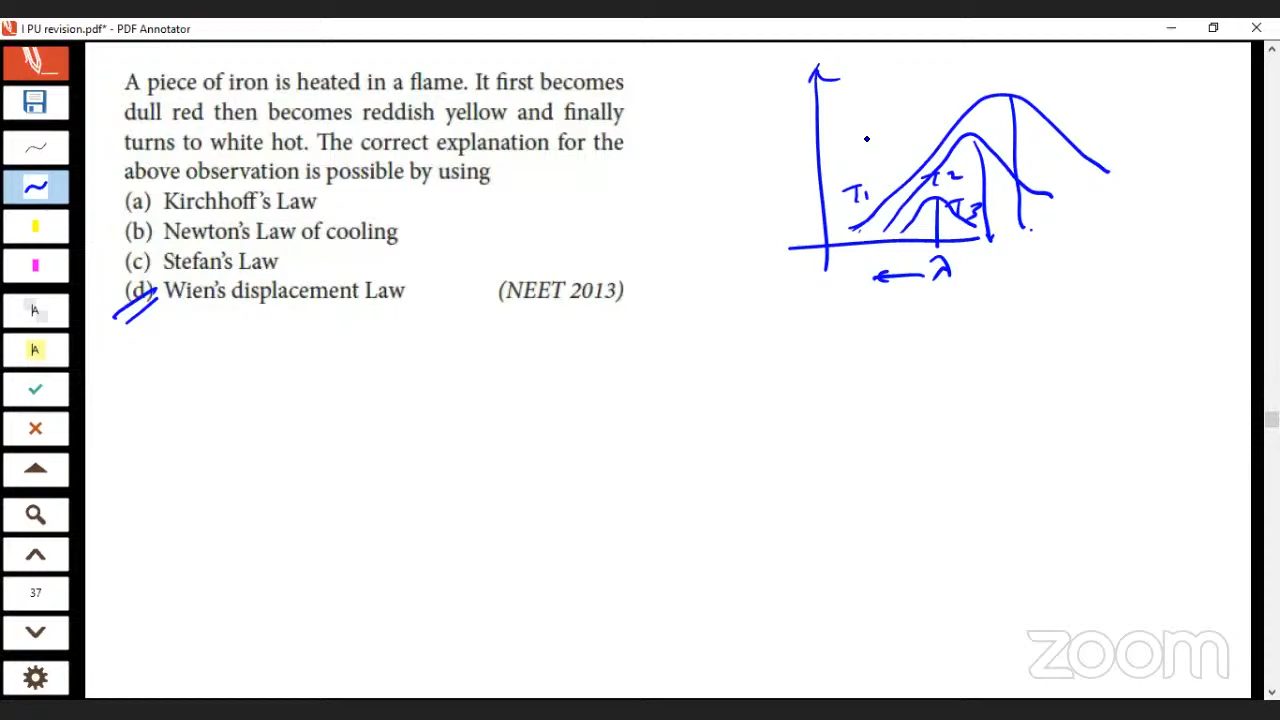 I PU revision.pdf* - PDF Annotator
A piece of iron is heated in a flame. It first becomes
dull red then becomes reddish yellow and finally
turns to white hot. The correct explanation for the
above observation is possible by using
(a) Kirchhoff's Law
(b) Newton's Law of cooling
(c) Stefan's Law
(d) Wien's displacement Law (NEET 2013)
T1
T2
T3
λ
A
A
37
zoom